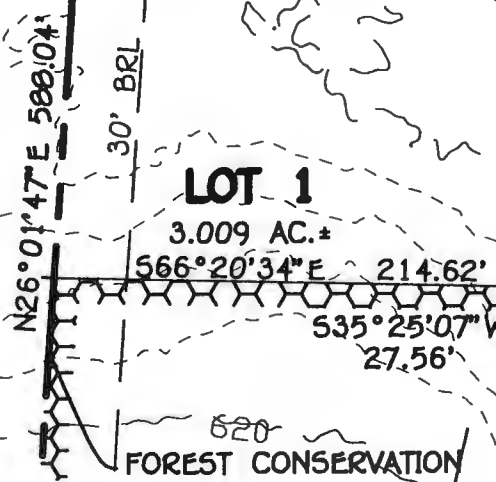 N26°01'47"E 588.04'
30' BRL
LOT 1
3.009 AC.±
S66°20'34"E 214.62'
S35°25'07"W
27.56'
620
FOREST CONSERVATION